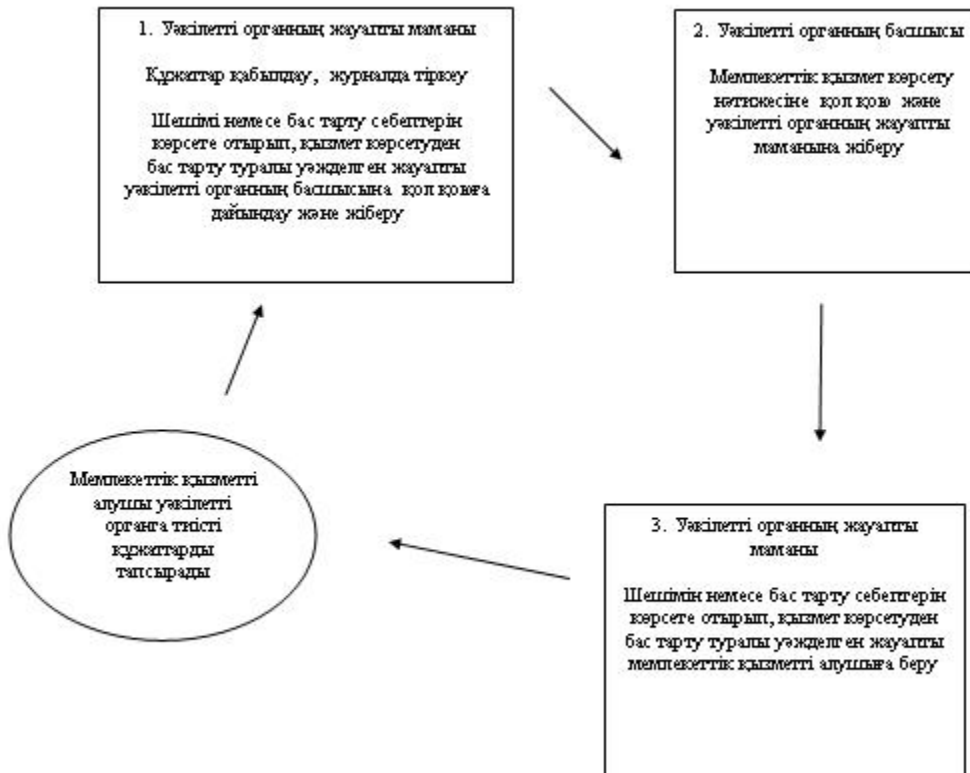 1. Уәкілетті органның жауапты маманы
Құжаттар қабылдау, журналда тіркеу
Шешімі немесе бас тарту себептерін
көрсете отырып, қызмет көрсетуден
бас тарту туралы уәжделген жауапты
уәкілетті органның басшысына қол қоюға
дайындау және жіберу
2. Уәкілетті органның басшысы
Мемлекеттік қызмет көрсету
нәтижесіне қол қою және
уәкілетті органның жауапты
маманына жіберу
3. Уәкілетті органның жауапты
маманы
Шешімін немесе бас тарту себептерін
көрсете отырып, қызмет көрсетуден
бас тарту туралы уәжделген жауапты
мемлекеттік қызметті алушыға беру
Мемлекеттік қызметті
алушы уәкілетті
органға тиісті
құжаттарды
тапсырады